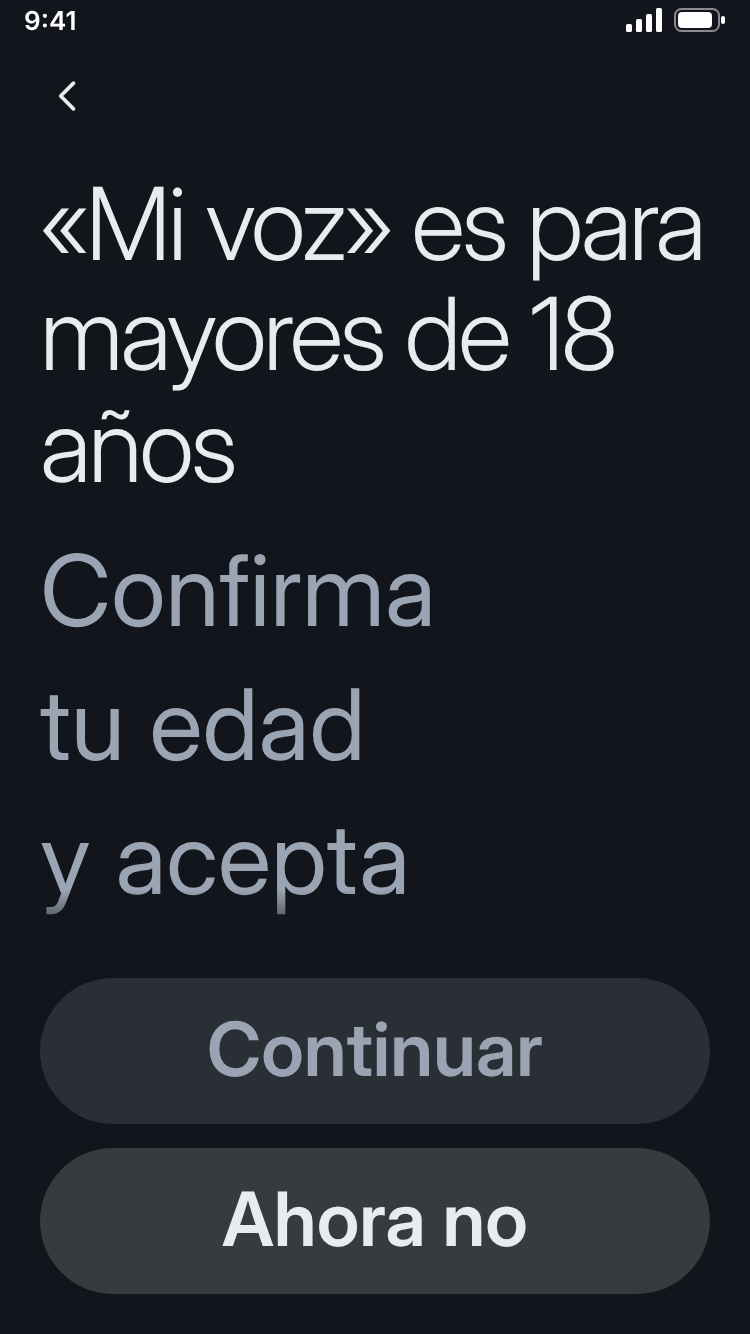 9:41
«Mi voz» es para
mayores de 18
años
Confirma
tu edad
y acepta
Continuar
Ahora no